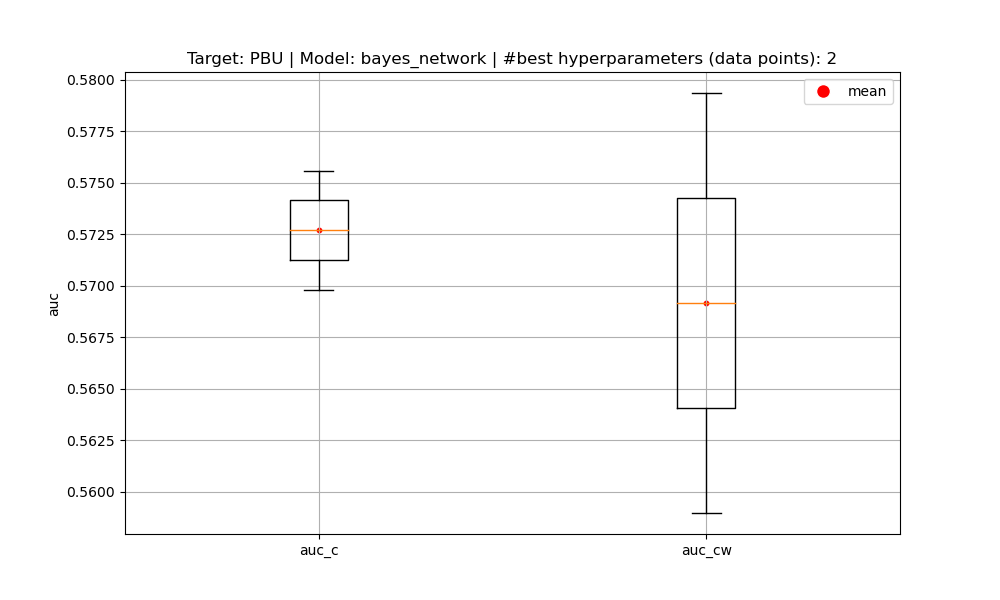 Target: PBU | Model: bayes_network | #best hyperparameters (data points): 2
mean
0.5800
0.5775
0.5750
0.5725
0.5700
0.5675
0.5650
0.5625
0.5600
auc
auc_c
auc_cw